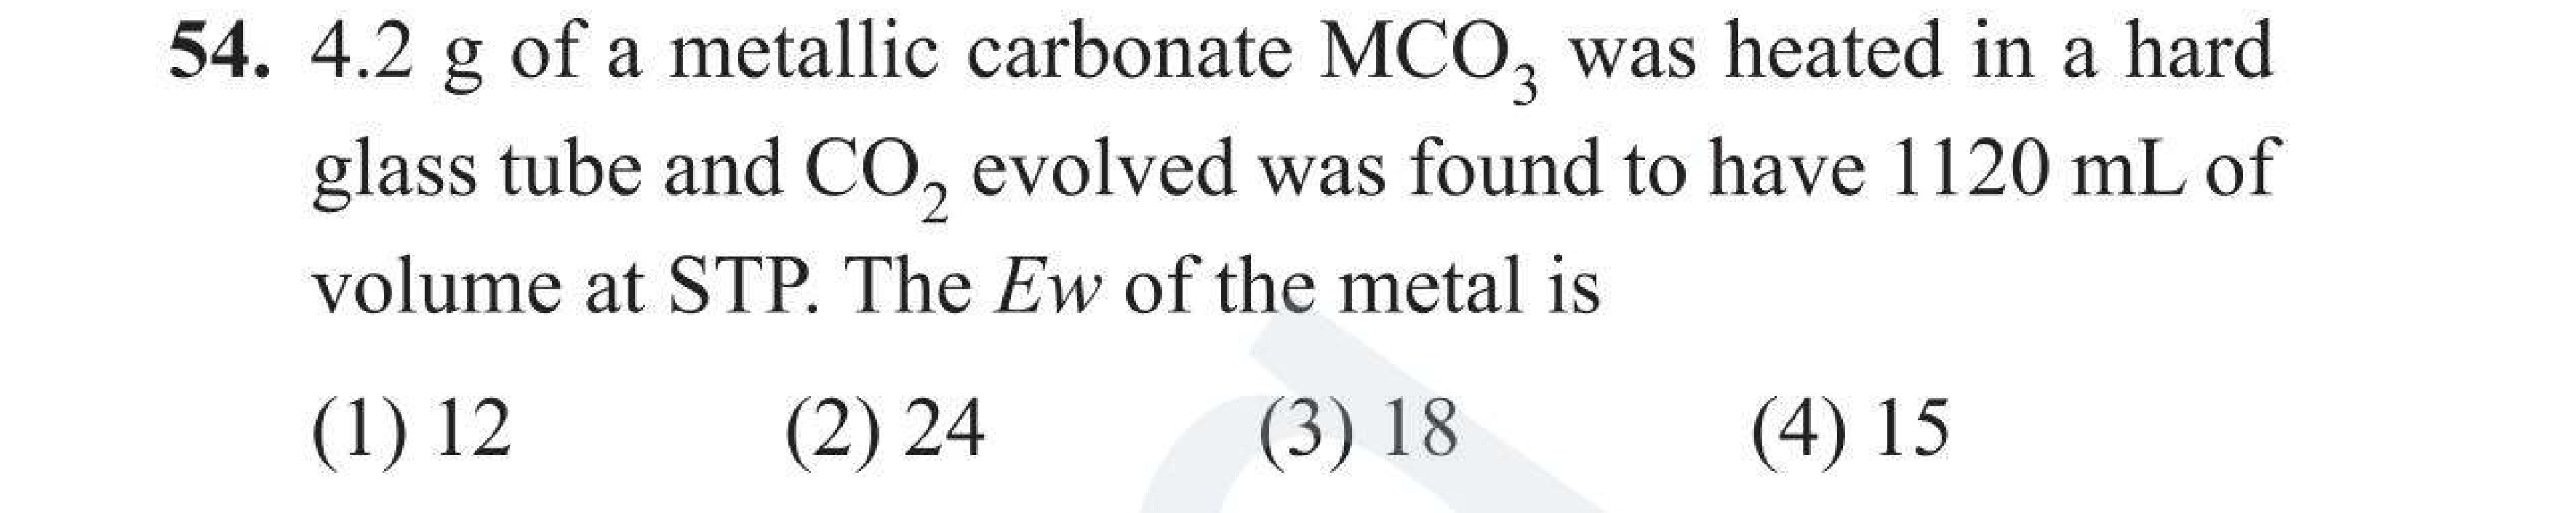 54. 4.2 g of a metallic carbonate MCO₃ was heated in a hard
glass tube and CO₂ evolved was found to have 1120 mL of
volume at STP. The Ew of the metal is
(1) 12 (2) 24 (3) 18 (4) 15